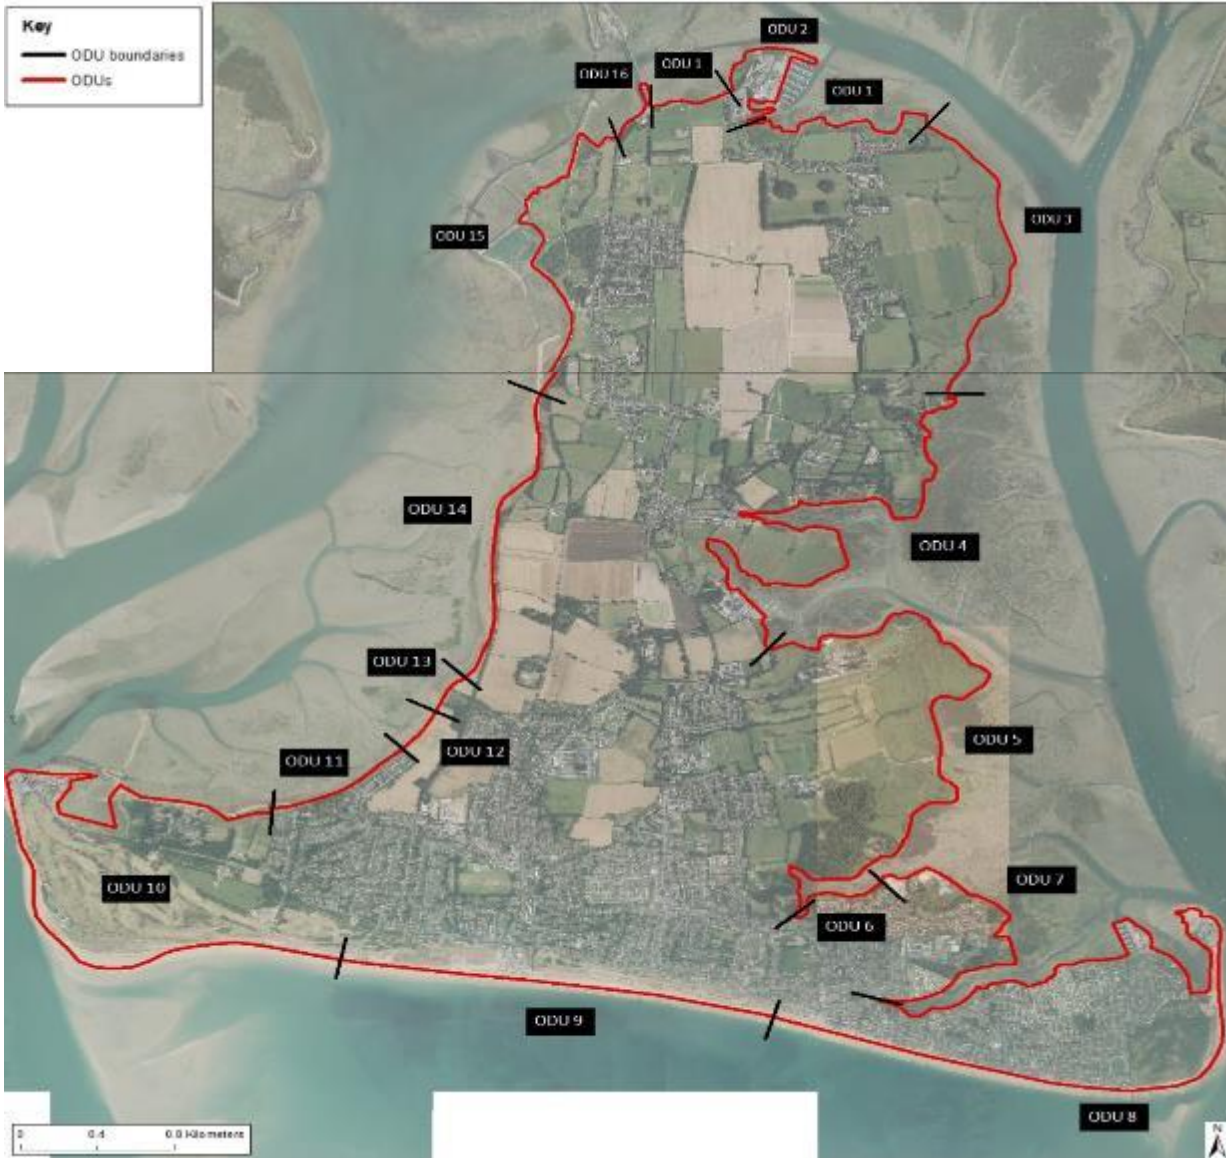 Key
ODU boundaries
ODUs
ODU 2
ODU 1
ODU 16
ODU 1
ODU 3
ODU 15
ODU 14
ODU 4
ODU 13
ODU 5
ODU 12
ODU 11
ODU 7
ODU 10
ODU 6
ODU 9
ODU 8
0 0.4 0.8 Kilometers
N